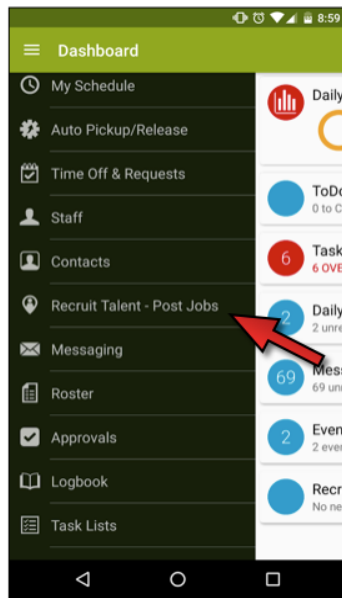 8:59
Dashboard
My Schedule
Auto Pickup/Release
Time Off & Requests
Staff
Contacts
Recruit Talent - Post Jobs
Messaging
Roster
Approvals
Logbook
Task Lists
Daily
ToDo
0 to C
6
Task
6 OVE
2
Daily
2 unre
69
Mess
69 unr
2
Even
2 even
Recr
No ne